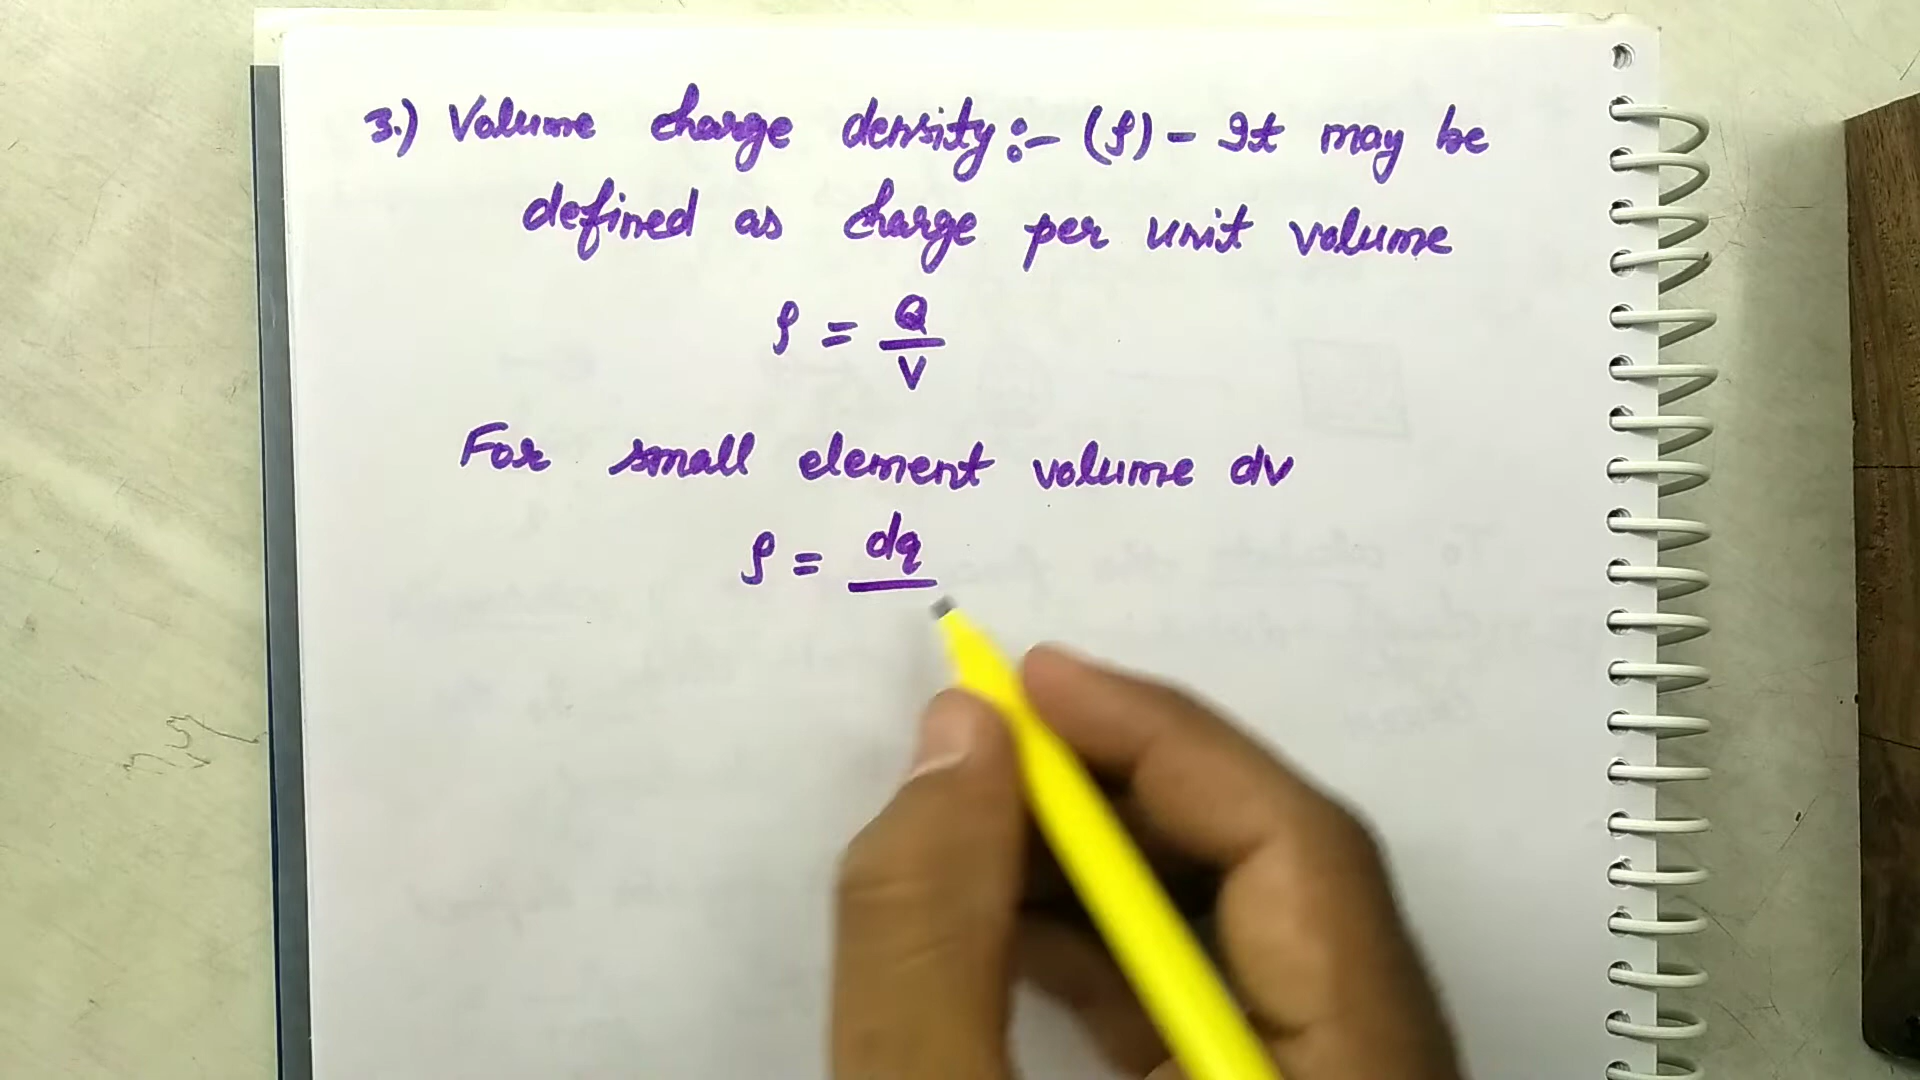 3.) Volume charge density:- (ρ) - It may be
defined as charge per unit volume
ρ = Q/V
For small element volume dv
ρ = dq/